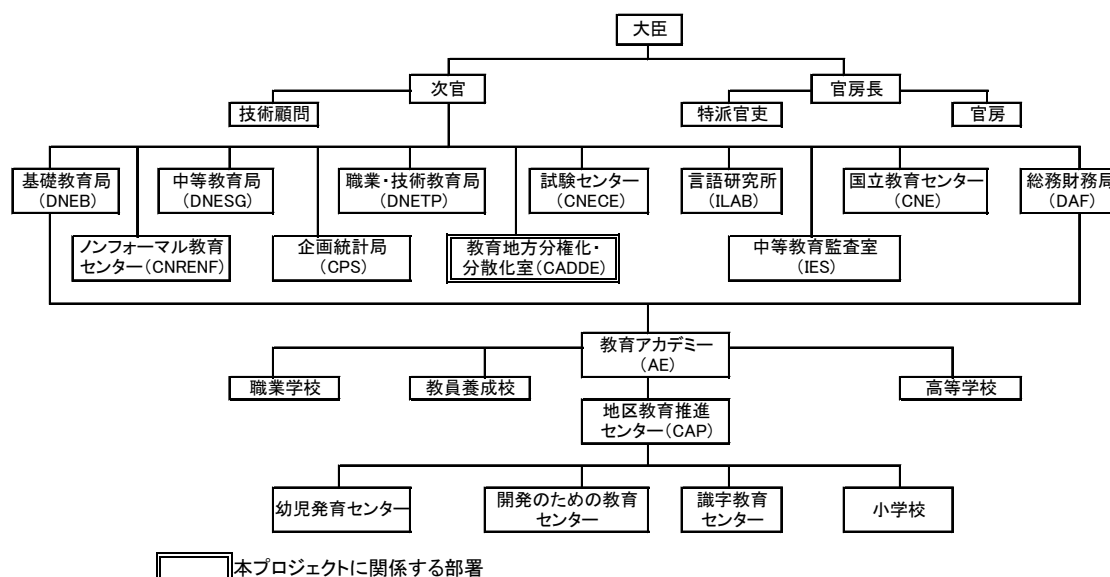 大臣
次官
官房長
技術顧問
特派官吏
官房
基礎教育局
(DNEB)
中等教育局
(DNESG)
職業・技術教育局
(DNETP)
試験センター
(CNECE)
言語研究所
(ILAB)
国立教育センター
(CNE)
総務財務局
(DAF)
ノンフォーマル教育
センター(CNRENF)
企画統計局
(CPS)
教育地方分権化・
分散化室(CADDE)
中等教育監査室
(IES)
教育アカデミー
(AE)
職業学校
教員養成校
高等学校
地区教育推進
センター(CAP)
幼児発育センター
開発のための教育
センター
識字教育
センター
小学校
本プロジェクトに関係する部署